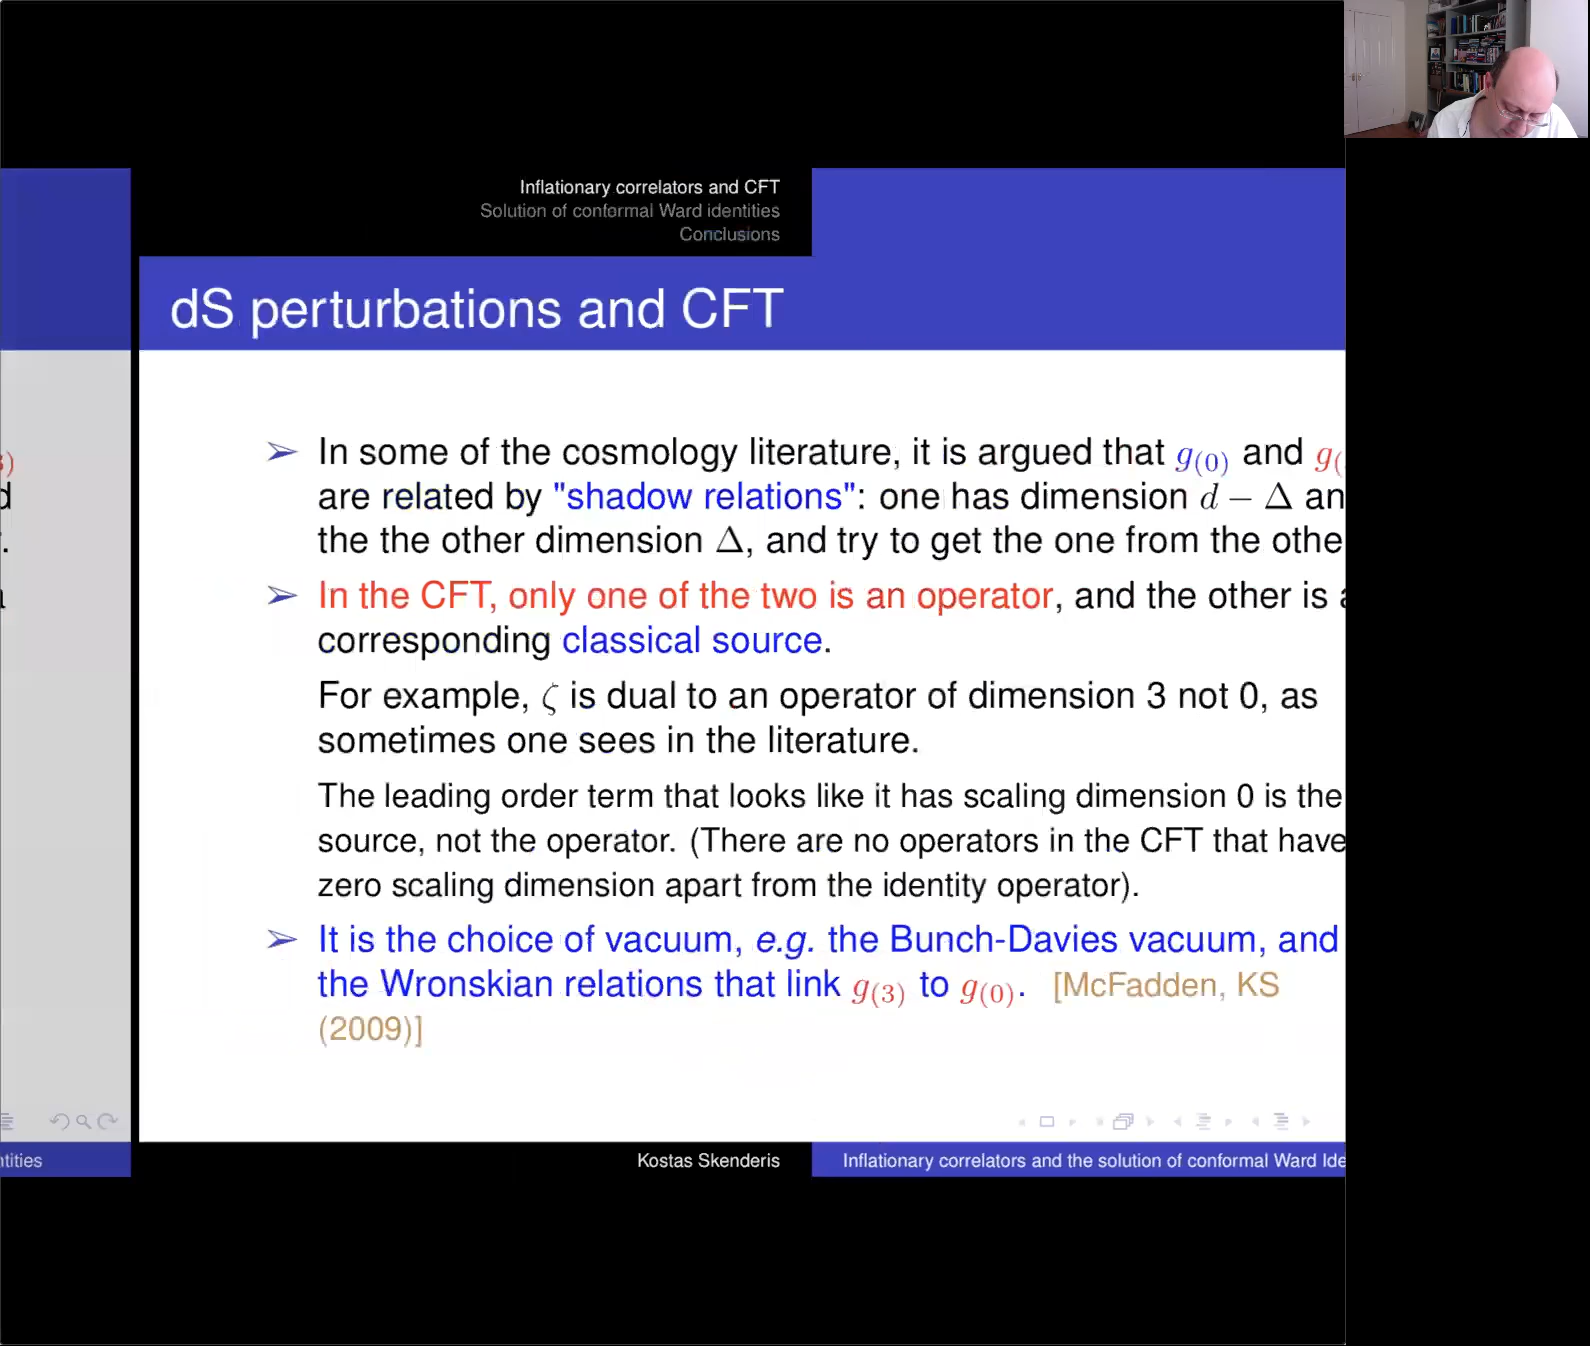 Inflationary correlators and CFT
Solution of conformal Ward identities
Conclusions
dS perturbations and CFT
➢ In some of the cosmology literature, it is argued that g(0) and g(
are related by "shadow relations": one has dimension d − Δ an
the the other dimension Δ, and try to get the one from the othe
➢ In the CFT, only one of the two is an operator, and the other is
corresponding classical source.
For example, ζ is dual to an operator of dimension 3 not 0, as
sometimes one sees in the literature.
The leading order term that looks like it has scaling dimension 0 is the
source, not the operator. (There are no operators in the CFT that have
zero scaling dimension apart from the identity operator).
➢ It is the choice of vacuum, e.g. the Bunch-Davies vacuum, and
the Wronskian relations that link g(3) to g(0). [McFadden, KS
(2009)]
ntities
Kostas Skenderis
Inflationary correlators and the solution of conformal Ward Ide